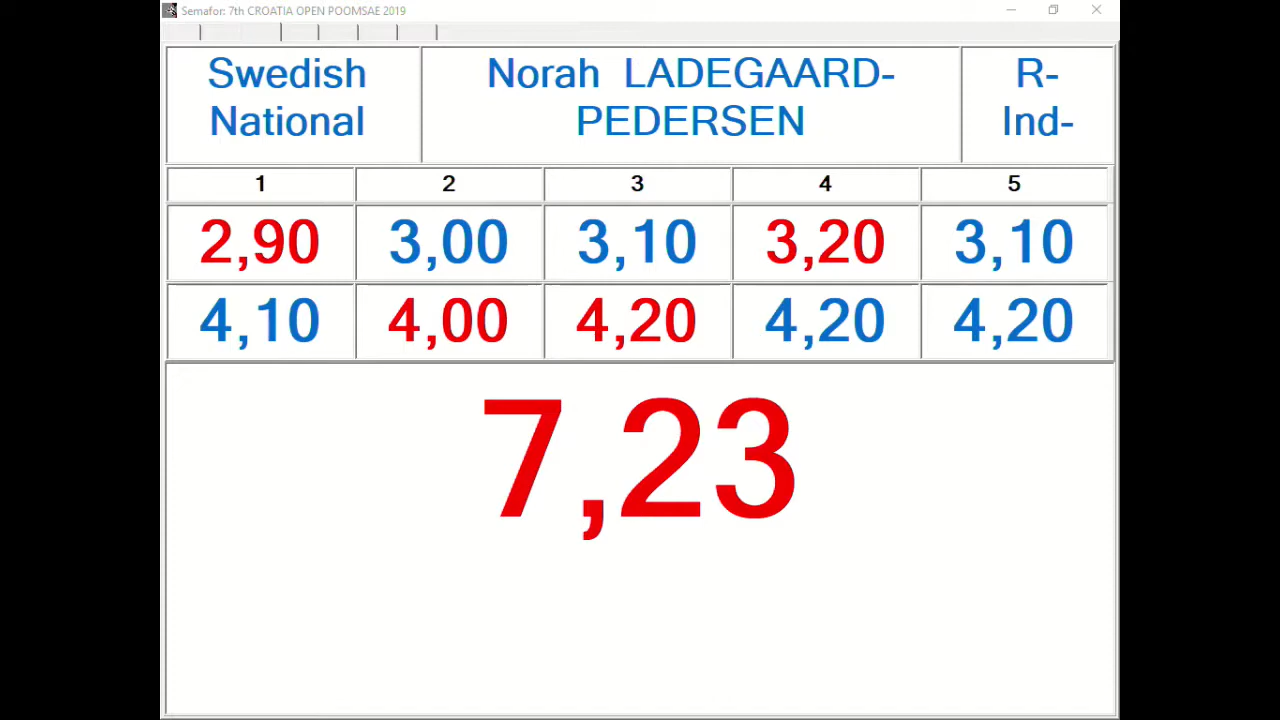 Semafor: 7th CROATIA OPEN POOMSAE 2019
Swedish National
Norah LADEGAARD-PEDERSEN
R-Ind-
1 2 3 4 5
2,90 3,00 3,10 3,20 3,10
4,10 4,00 4,20 4,20 4,20
7,23